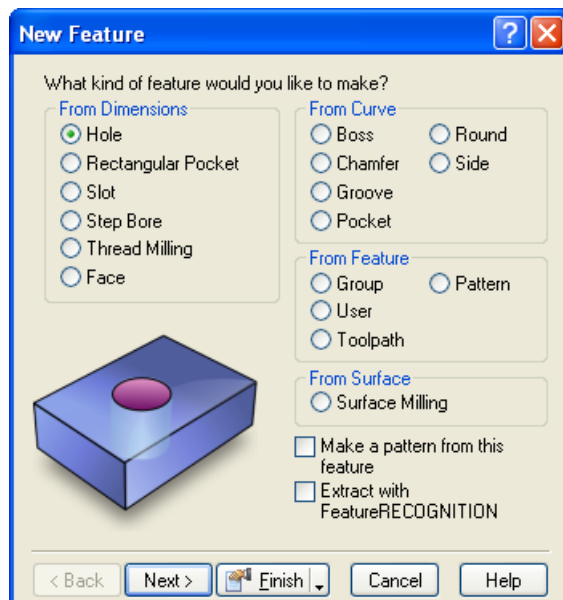 New Feature
What kind of feature would you like to make?
From Dimensions
Hole
Rectangular Pocket
Slot
Step Bore
Thread Milling
Face
From Curve
Boss
Round
Chamfer
Side
Groove
Pocket
From Feature
Group
Pattern
User
Toolpath
From Surface
Surface Milling
Make a pattern from this
feature
Extract with
FeatureRECOGNITION
< Back
Next >
Finish
Cancel
Help